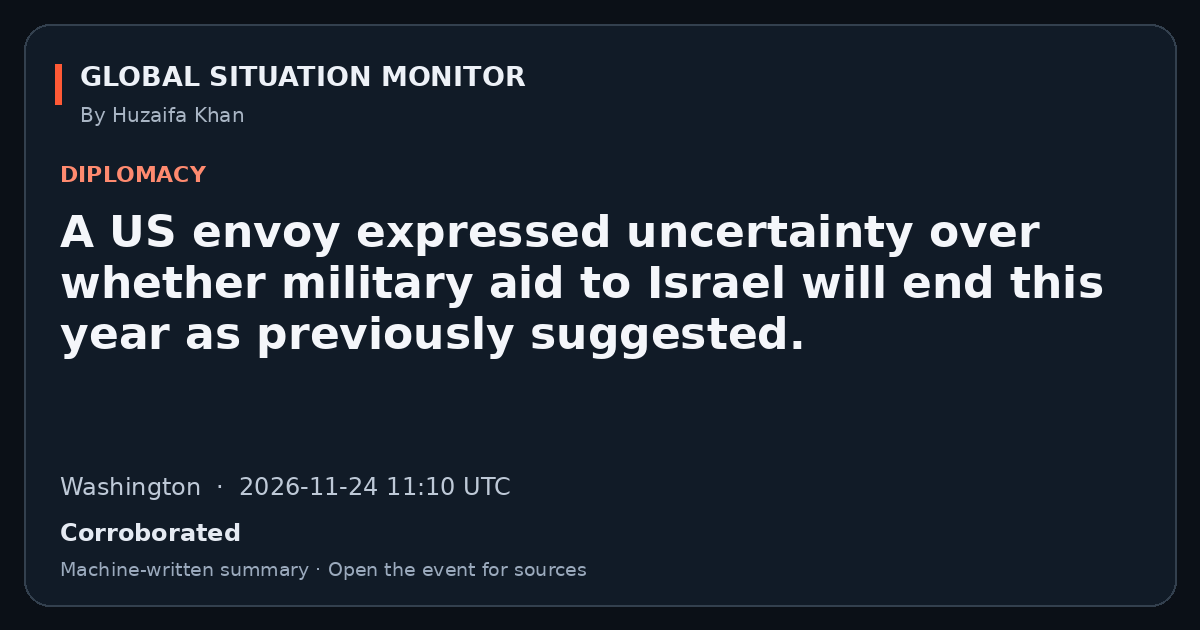 GLOBAL SITUATION MONITOR
By Huzaifa Khan
DIPLOMACY
A US envoy expressed uncertainty over
whether military aid to Israel will end this
year as previously suggested.
Washington · 2026-11-24 11:10 UTC
Corroborated
Machine-written summary · Open the event for sources